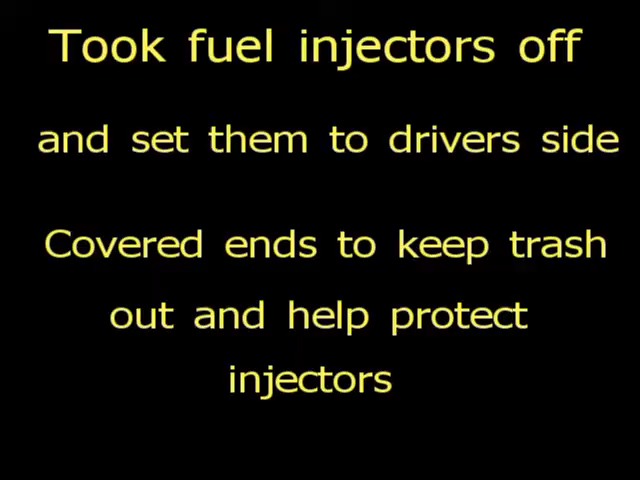 Took fuel injectors off
and set them to drivers side
Covered ends to keep trash
out and help protect
injectors